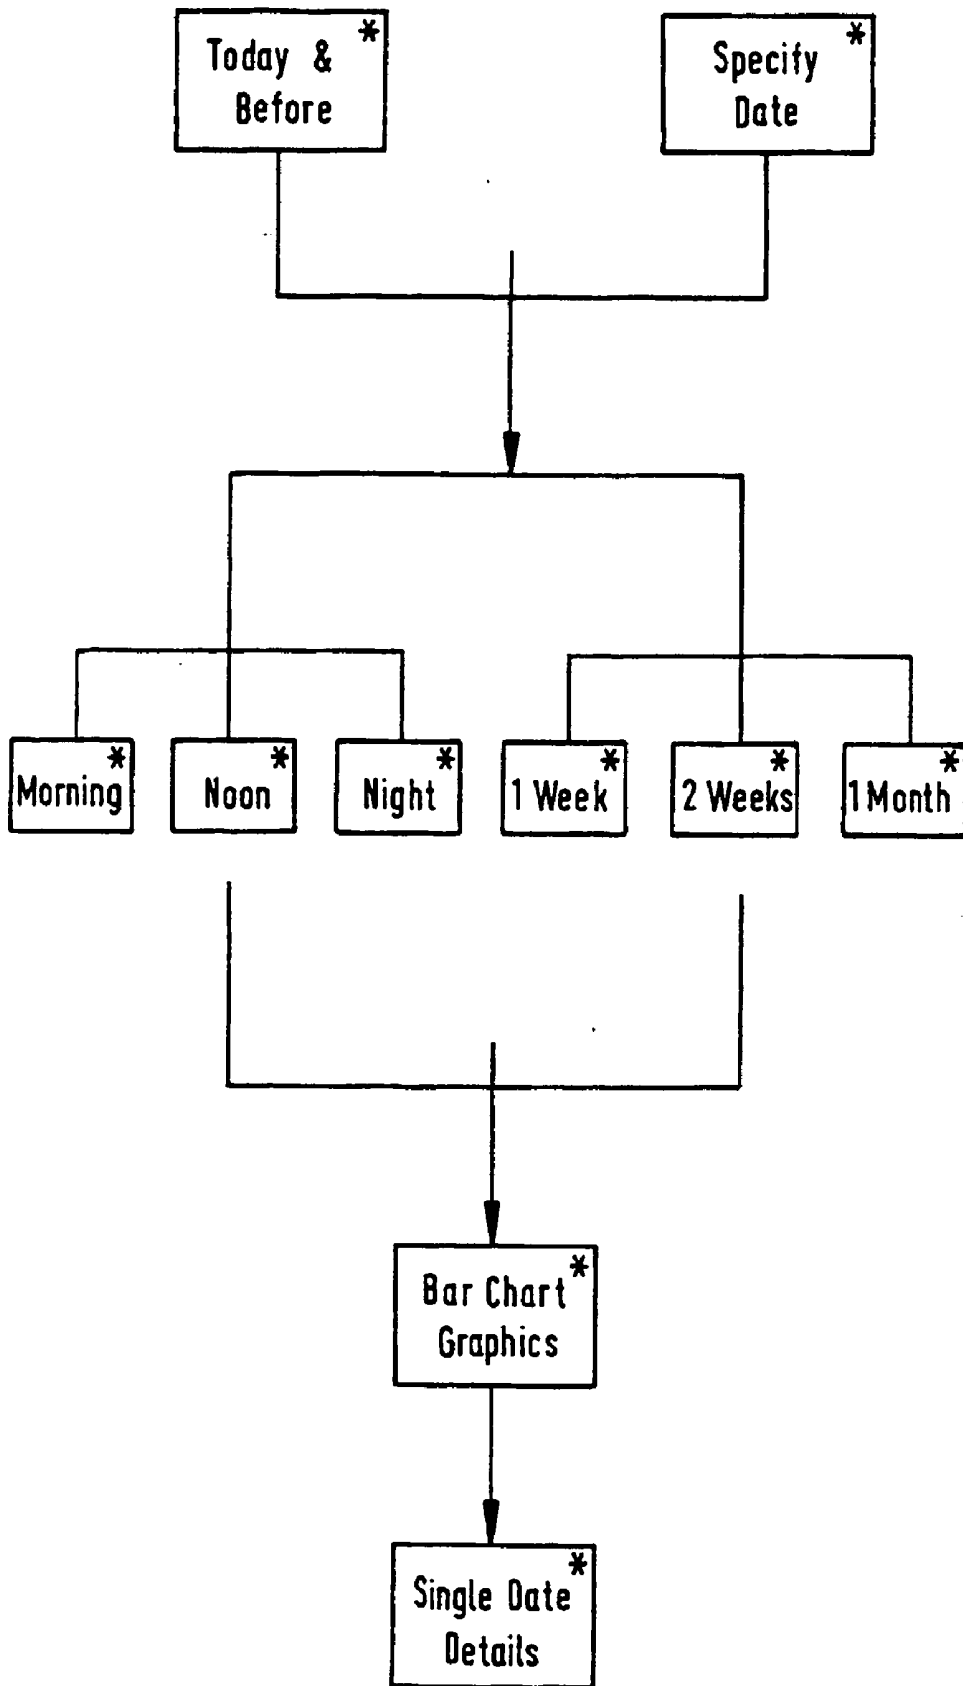 Today & *
Before
Specify *
Date
Morning *
Noon *
Night *
1 Week *
2 Weeks *
1 Month *
Bar Chart *
Graphics
Single Date *
Details